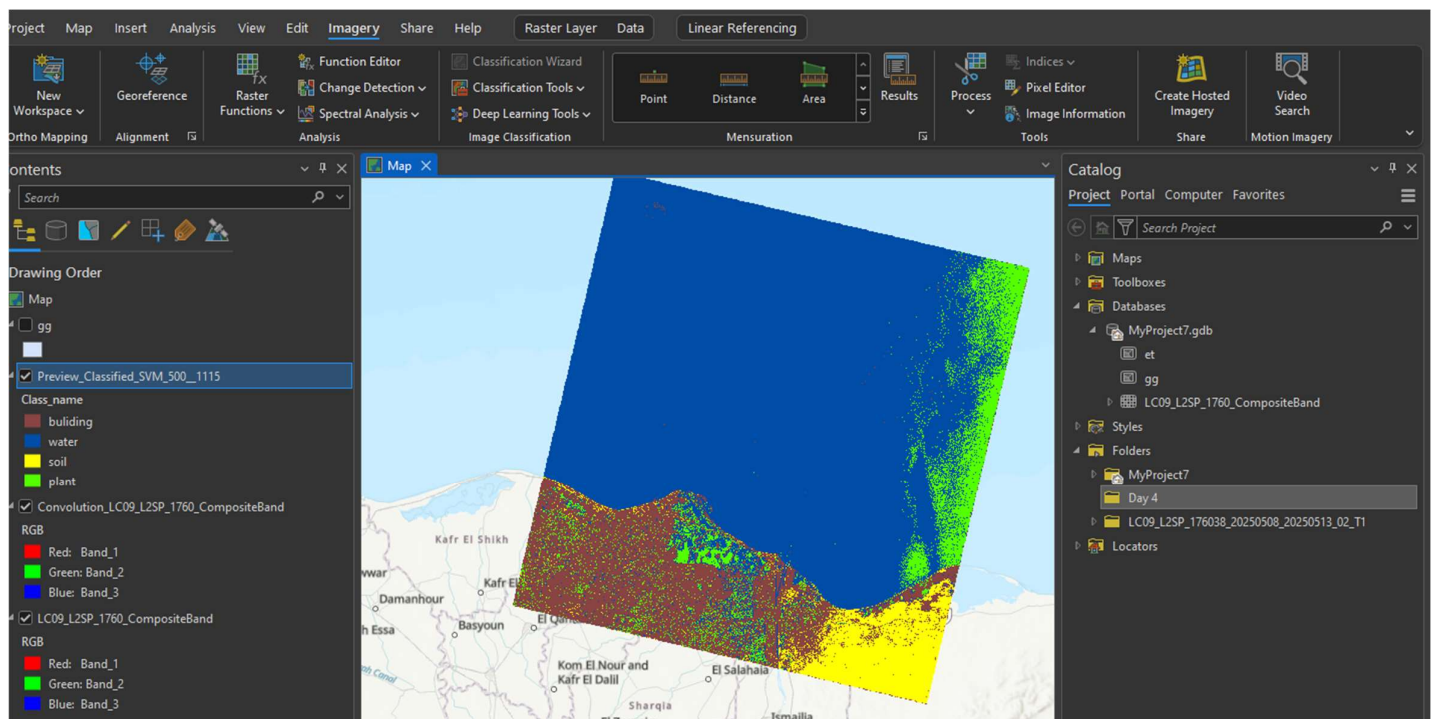 Project Map Insert Analysis View Edit Imagery Share Help Raster Layer Data Linear Referencing
New Workspace
Georeference
Raster Functions
Function Editor
Change Detection
Spectral Analysis
Classification Wizard
Classification Tools
Deep Learning Tools
Point
Distance
Area
Results
Process
Indices
Pixel Editor
Image Information
Create Hosted Imagery
Video Search
Ortho Mapping
Alignment
Analysis
Image Classification
Mensuration
Tools
Share
Motion Imagery
ontents
Search
Drawing Order
Map
gg
Preview_Classified_SVM_500__1115
Class_name
buliding
water
soil
plant
Convolution_LC09_L2SP_1760_CompositeBand
RGB
Red: Band_1
Green: Band_2
Blue: Band_3
LC09_L2SP_1760_CompositeBand
RGB
Red: Band_1
Green: Band_2
Blue: Band_3
Map
Kafr El Shikh
wwar
Damanhour
Kafr El
h Essa
Basyoun
El Qan
Kom El Nour and
Kafr El Dalil
El Salahaia
Sharqia
Ismailia
Catalog
Project Portal Computer Favorites
Search Project
Maps
Toolboxes
Databases
MyProject7.gdb
et
gg
LC09_L2SP_1760_CompositeBand
Styles
Folders
MyProject7
Day 4
LC09_L2SP_176038_20250508_20250513_02_T1
Locators